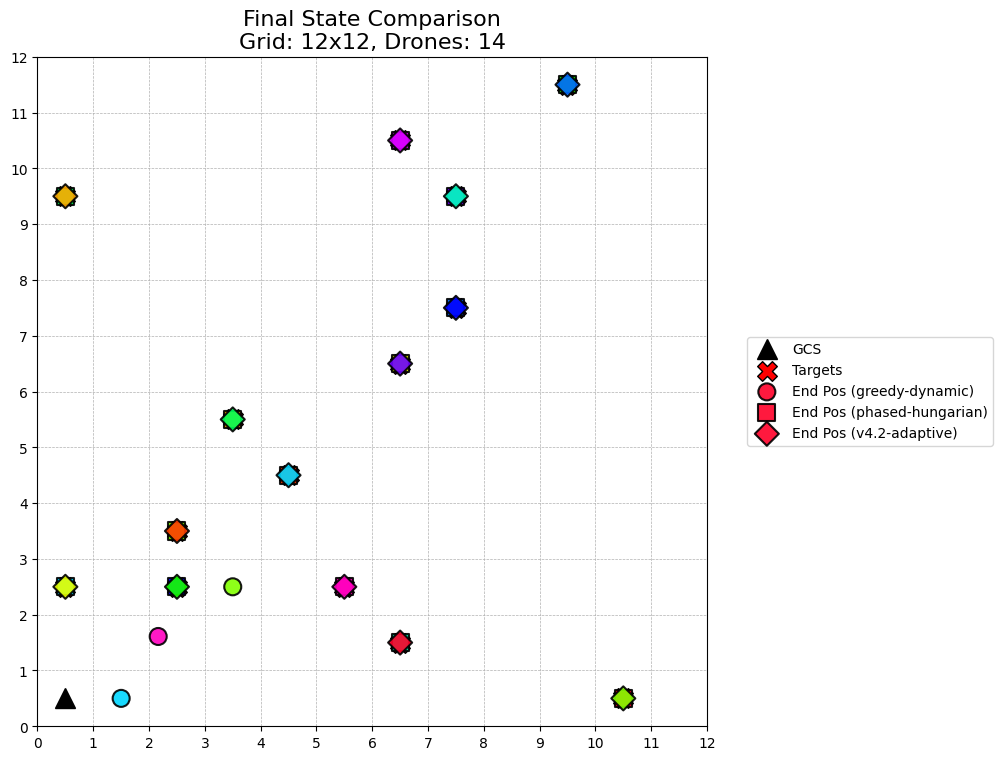 Final State Comparison
Grid: 12x12, Drones: 14
12
11
10
9
8
7
6
5
4
3
2
1
0
0 1 2 3 4 5 6 7 8 9 10 11 12
GCS
Targets
End Pos (greedy-dynamic)
End Pos (phased-hungarian)
End Pos (v4.2-adaptive)